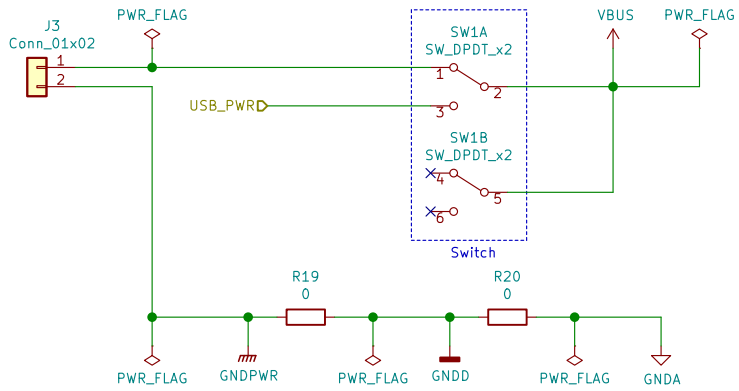 J3
Conn_01x02
1
2
PWR_FLAG
USB_PWR
SW1A
SW_DPDT_x2
1
2
3
SW1B
SW_DPDT_x2
4
5
6
Switch
VBUS
PWR_FLAG
R19
0
R20
0
PWR_FLAG
GNDPWR
PWR_FLAG
GNDD
PWR_FLAG
GNDA